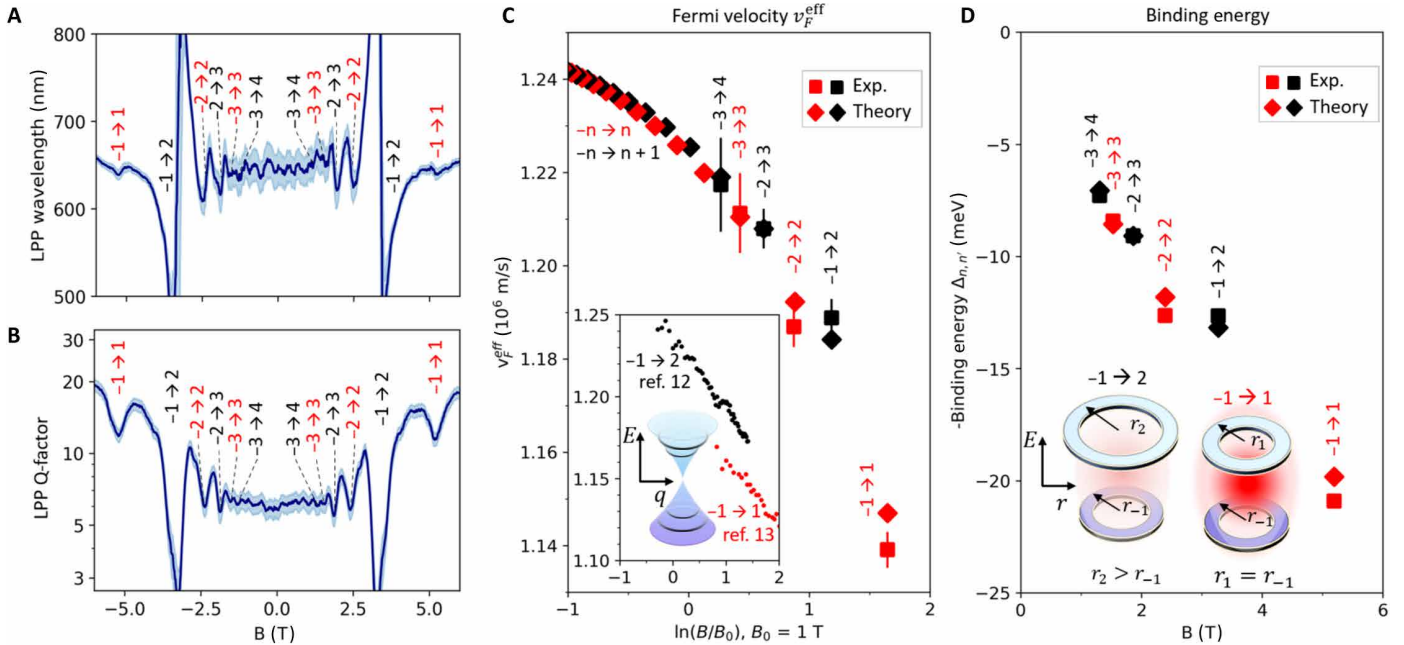 A
LPP wavelength (nm)
800
700
600
500
−1→1
−1→2
−2→2
−2→3
−3→3
−3→4
−3→4
−3→3
−2→3
−2→2
−1→2
−1→1
B
LPP Q-factor
30
20
10
5
3
−1→1
−1→2
−2→2
−2→3
−3→3
−3→4
−3→4
−3→3
−2→3
−2→2
−1→2
−1→1
−5.0 −2.5 0.0 2.5 5.0
B (T)
C
Fermi velocity v_F^eff
v_F^eff (10^6 m/s)
1.24
1.22
1.20
1.18
1.16
1.14
Exp.
Theory
−n → n
−n → n + 1
−3→4
−3→3
−2→3
−2→2
−1→2
−1→1
1.25
1.20
1.15
1.10
−1 → 2
ref. 12
E
q
−1 → 1
ref. 13
−1 0 1 2
−1 0 1 2
ln(B/B₀), B₀ = 1 T
D
Binding energy
-Binding energy Δ_n,n′ (meV)
0
−5
−10
−15
−20
−25
Exp.
Theory
−3→4
−3→3
−2→3
−2→2
−1→2
−1→1
−1 → 2
−1 → 1
r₂
r₁
E
r
r₋₁
r₋₁
r₂ > r₋₁
r₁ = r₋₁
0 2 4 6
B (T)